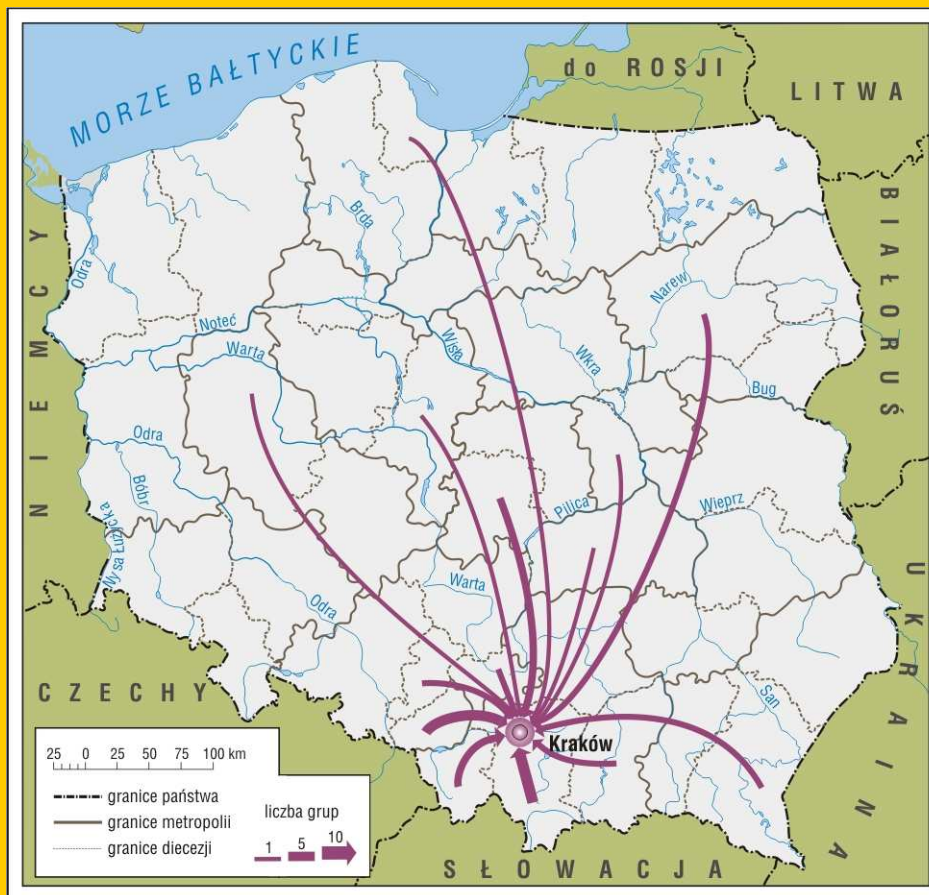 MORZE BAŁTYCKIE
do ROSJI
LITWA
BIAŁORUŚ
NIEMCY
Odra
Brda
Narew
Noteć
Warta
Wisła
Wkra
Bug
Odra
Bóbr
Nysa Łużycka
Pilica
Wieprz
Warta
Odra
UKRAINA
CZECHY
San
Kraków
25 0 25 50 75 100 km
granice państwa
granice metropolii
granice diecezji
liczba grup
1 5 10
SŁOWACJA